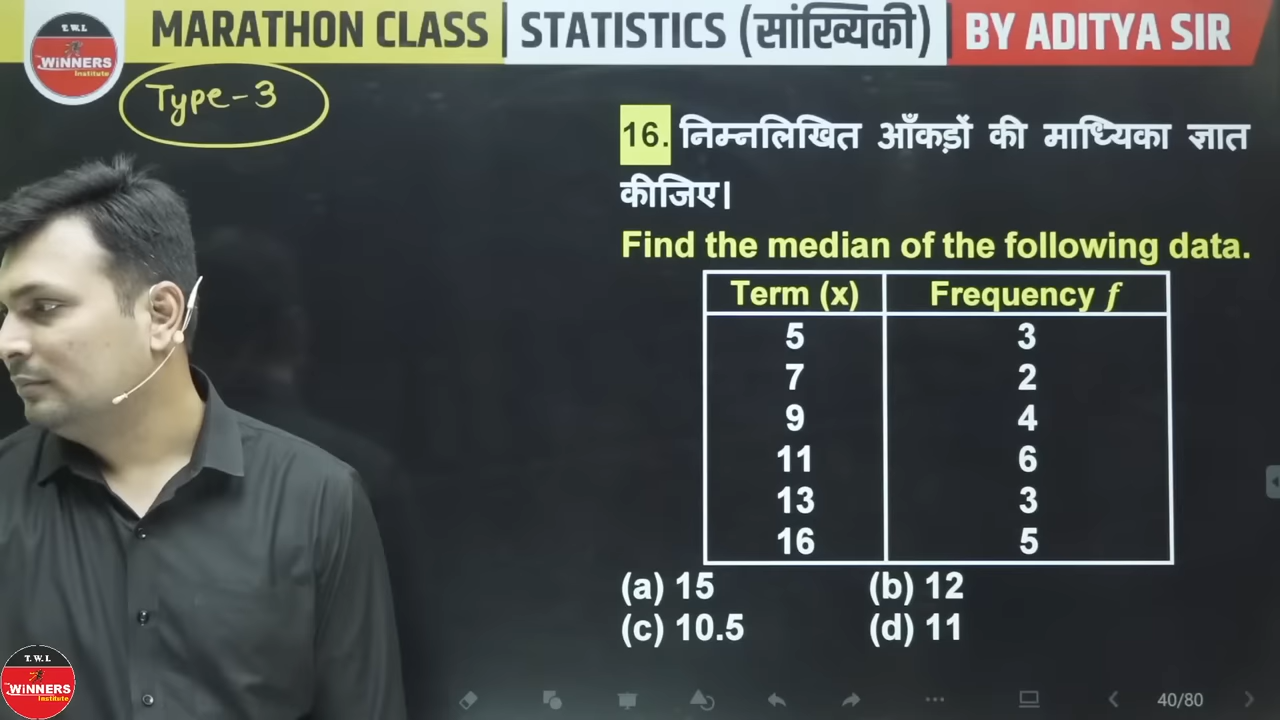 MARATHON CLASS STATISTICS (सांख्यिकी) BY ADITYA SIR
T.W.I.
WiNNERS
Institute
Type-3
16. निम्नलिखित आँकड़ों की माध्यिका ज्ञात
कीजिए।
Find the median of the following data.
Term (x) Frequency f
5 3
7 2
9 4
11 6
13 3
16 5
(a) 15 (b) 12
(c) 10.5 (d) 11
T.W.I.
WiNNERS
Institute
40/80